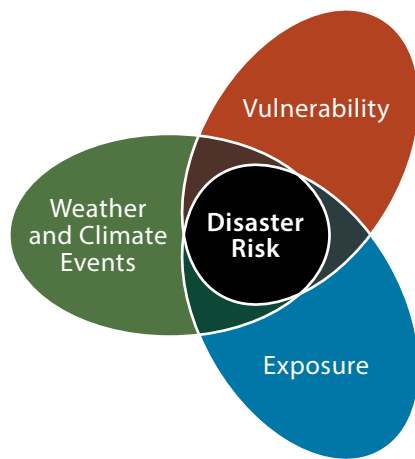 Vulnerability
Weather
and Climate
Events
Disaster
Risk
Exposure